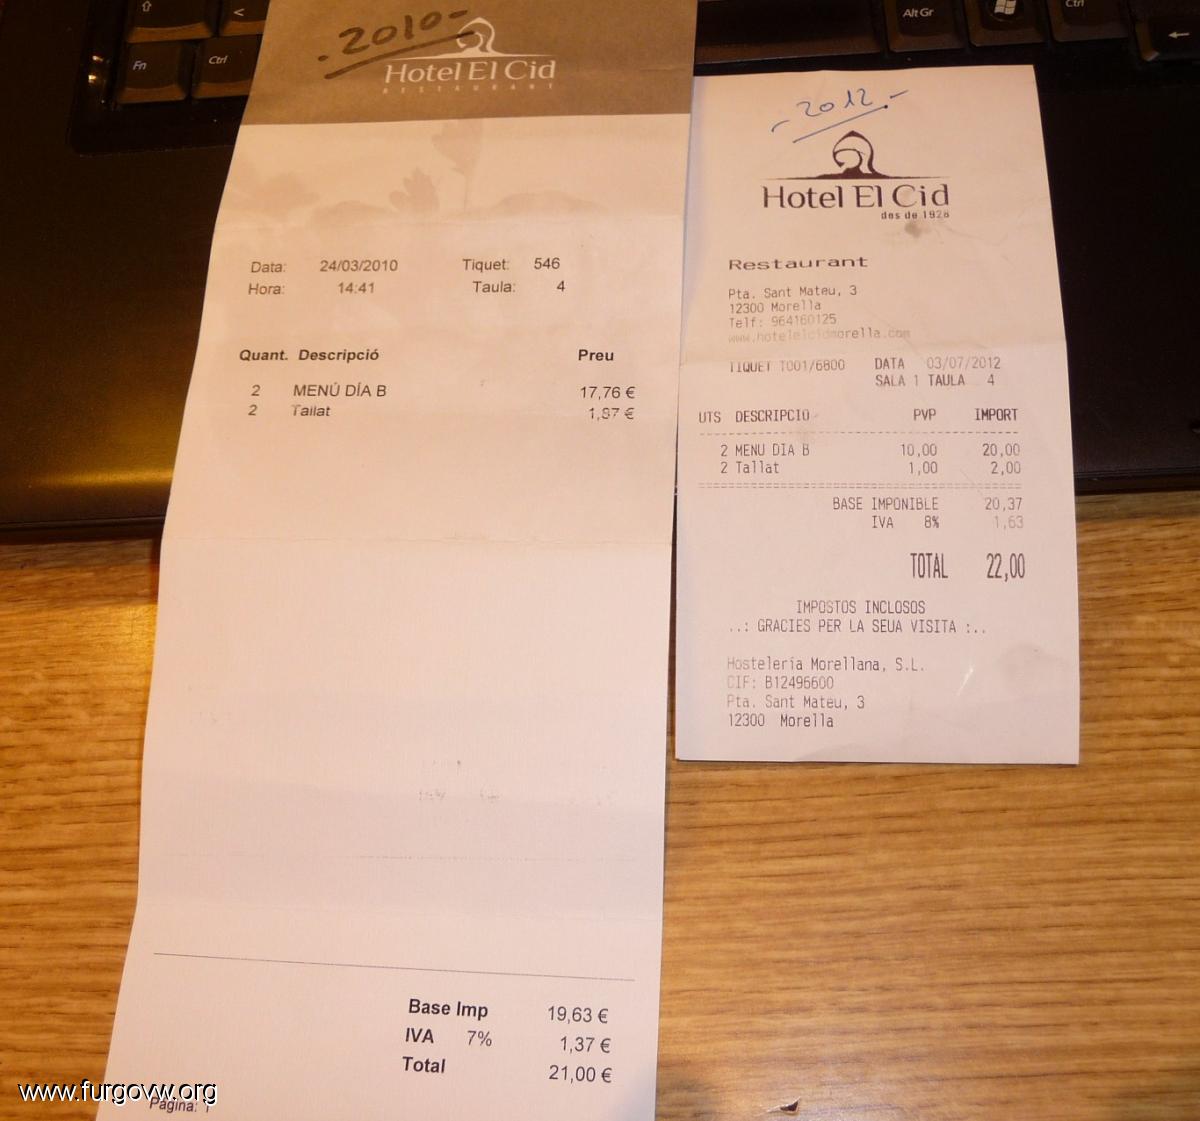 Fn
Ctrl
<
Alt Gr
Ctrl
- 2010 -
Hotel El Cid
RESTAURANT
Data: 24/03/2010 Tiquet: 546
Hora: 14:41 Taula: 4
Quant. Descripció Preu
2 MENÚ DÍA B 17,76 €
2 Tallat 1,87 €
Base Imp 19,63 €
IVA 7% 1,37 €
Total 21,00 €
Página: 1
- 2012 -
Hotel El Cid
des de 1928
Restaurant
Pta. Sant Mateu, 3
12300 Morella
Telf: 964160125
www.hotelelcidmorella.com
TIQUET T001/6800 DATA 03/07/2012
SALA 1 TAULA 4
UTS DESCRIPCIO PVP IMPORT
2 MENU DIA B 10,00 20,00
2 Tallat 1,00 2,00
BASE IMPONIBLE 20,37
IVA 8% 1,63
TOTAL 22,00
IMPOSTOS INCLOSOS
..: GRACIES PER LA SEUA VISITA :..
Hostelería Morellana, S.L.
CIF: B12496600
Pta. Sant Mateu, 3
12300 Morella
www.furgovw.org